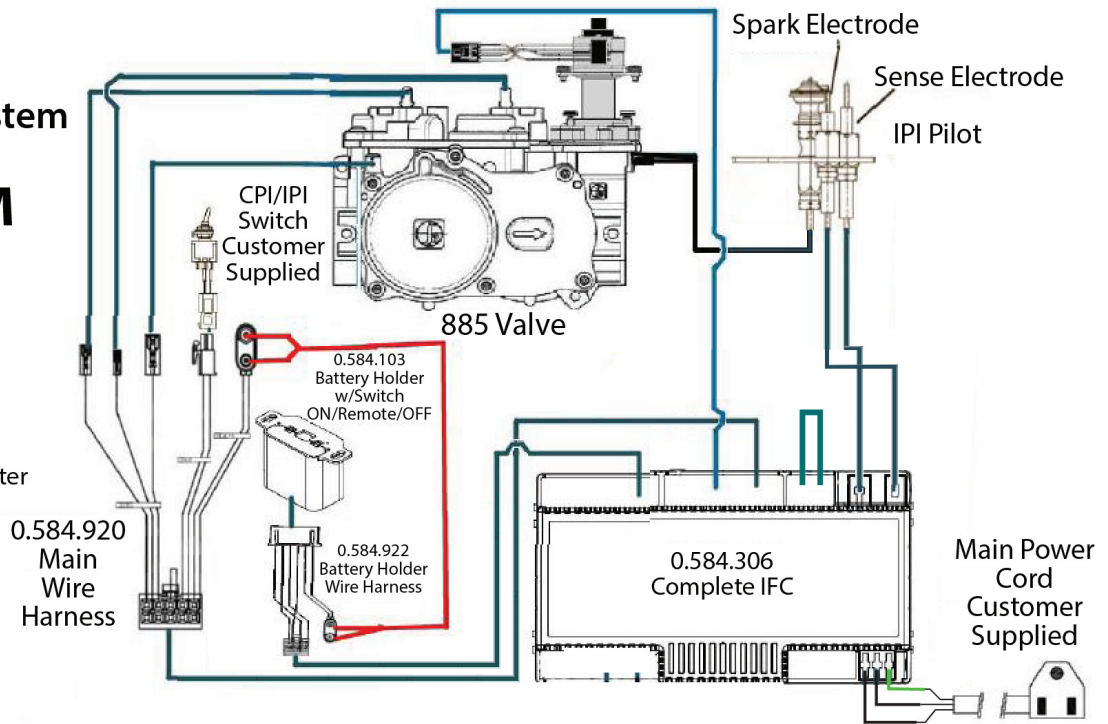 Spark Electrode
Sense Electrode
IPI Pilot
CPI/IPI
Switch
Customer
Supplied
885 Valve
0.584.103
Battery Holder
w/Switch
ON/Remote/OFF
0.584.920
Main
Wire
Harness
0.584.922
Battery Holder
Wire Harness
0.584.306
Complete IFC
Main Power
Cord
Customer
Supplied
stem
M
ter